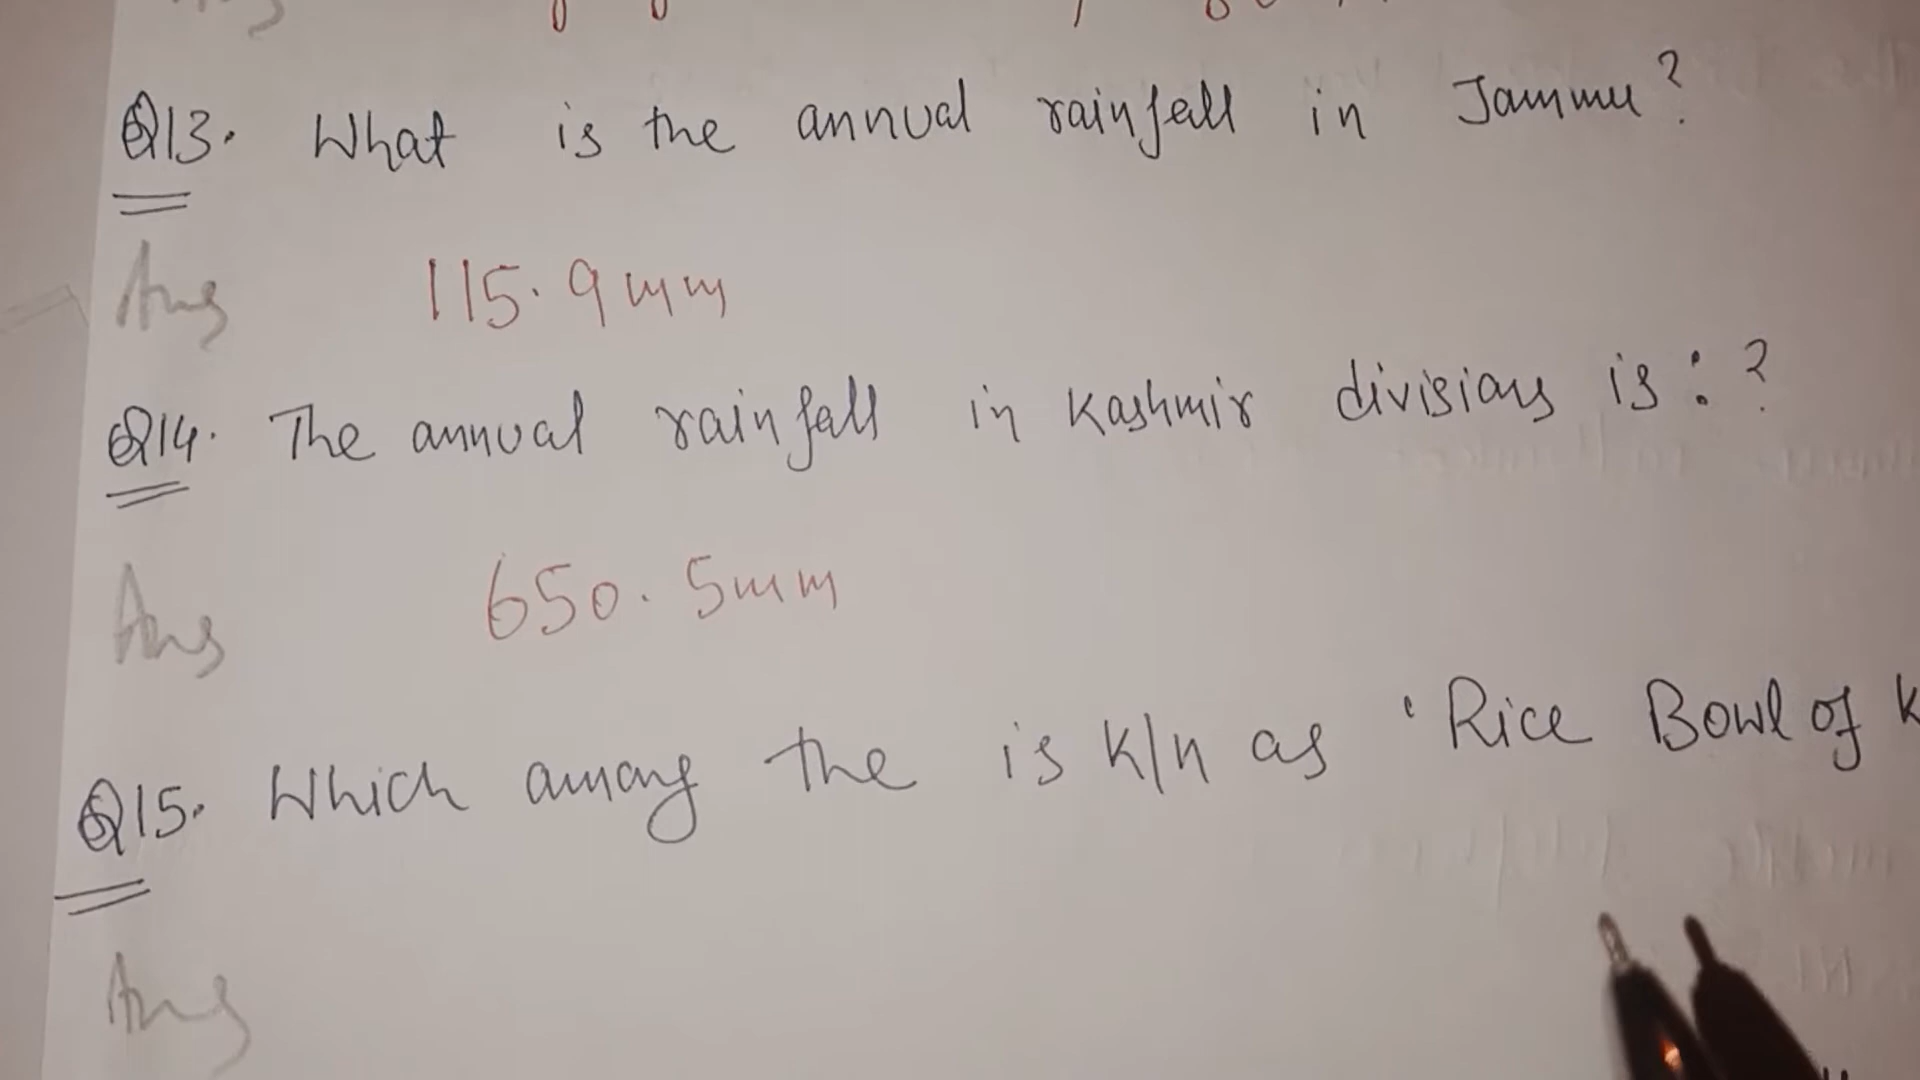 Q13. What is the annual rainfall in Jammu?
Ans 115.9mm
Q14. The annual rainfall in Kashmir divisions is: ?
Ans 650.5mm
Q15. Which among the is k/n as 'Rice Bowl of K
Ans